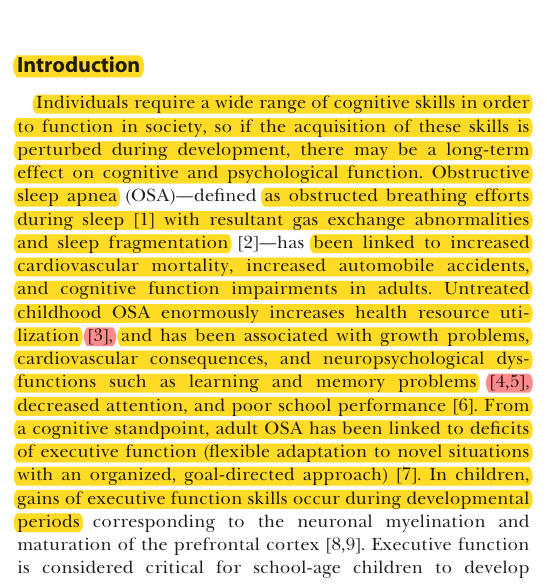 Introduction
Individuals require a wide range of cognitive skills in order
to function in society, so if the acquisition of these skills is
perturbed during development, there may be a long-term
effect on cognitive and psychological function. Obstructive
sleep apnea (OSA)—defined as obstructed breathing efforts
during sleep [1] with resultant gas exchange abnormalities
and sleep fragmentation [2]—has been linked to increased
cardiovascular mortality, increased automobile accidents,
and cognitive function impairments in adults. Untreated
childhood OSA enormously increases health resource uti-
lization [3], and has been associated with growth problems,
cardiovascular consequences, and neuropsychological dys-
functions such as learning and memory problems [4,5],
decreased attention, and poor school performance [6]. From
a cognitive standpoint, adult OSA has been linked to deficits
of executive function (flexible adaptation to novel situations
with an organized, goal-directed approach) [7]. In children,
gains of executive function skills occur during developmental
periods corresponding to the neuronal myelination and
maturation of the prefrontal cortex [8,9]. Executive function
is considered critical for school-age children to develop